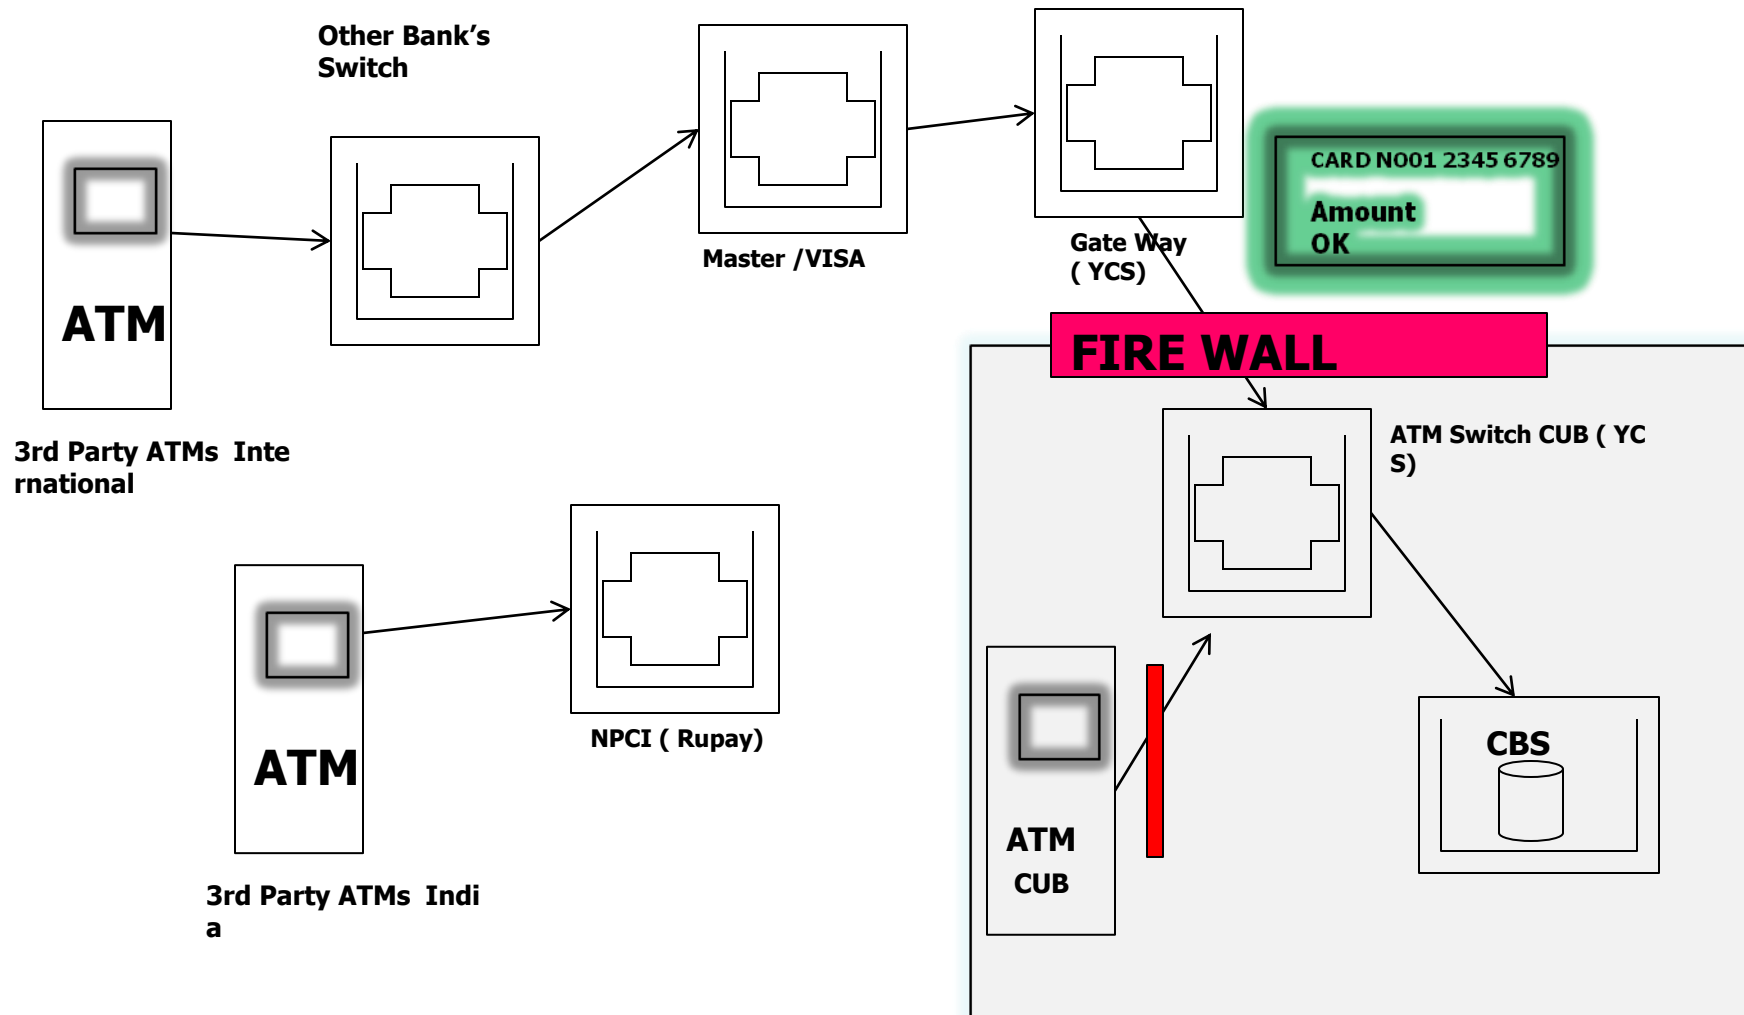 Other Bank's
Switch
CARD NO01 2345 6789
Amount
OK
Master /VISA
Gate Way
( YCS)
ATM
FIRE WALL
3rd Party ATMs  Inte
rnational
ATM Switch CUB ( YC
S)
NPCI ( Rupay)
CBS
ATM
ATM
CUB
3rd Party ATMs  Indi
a